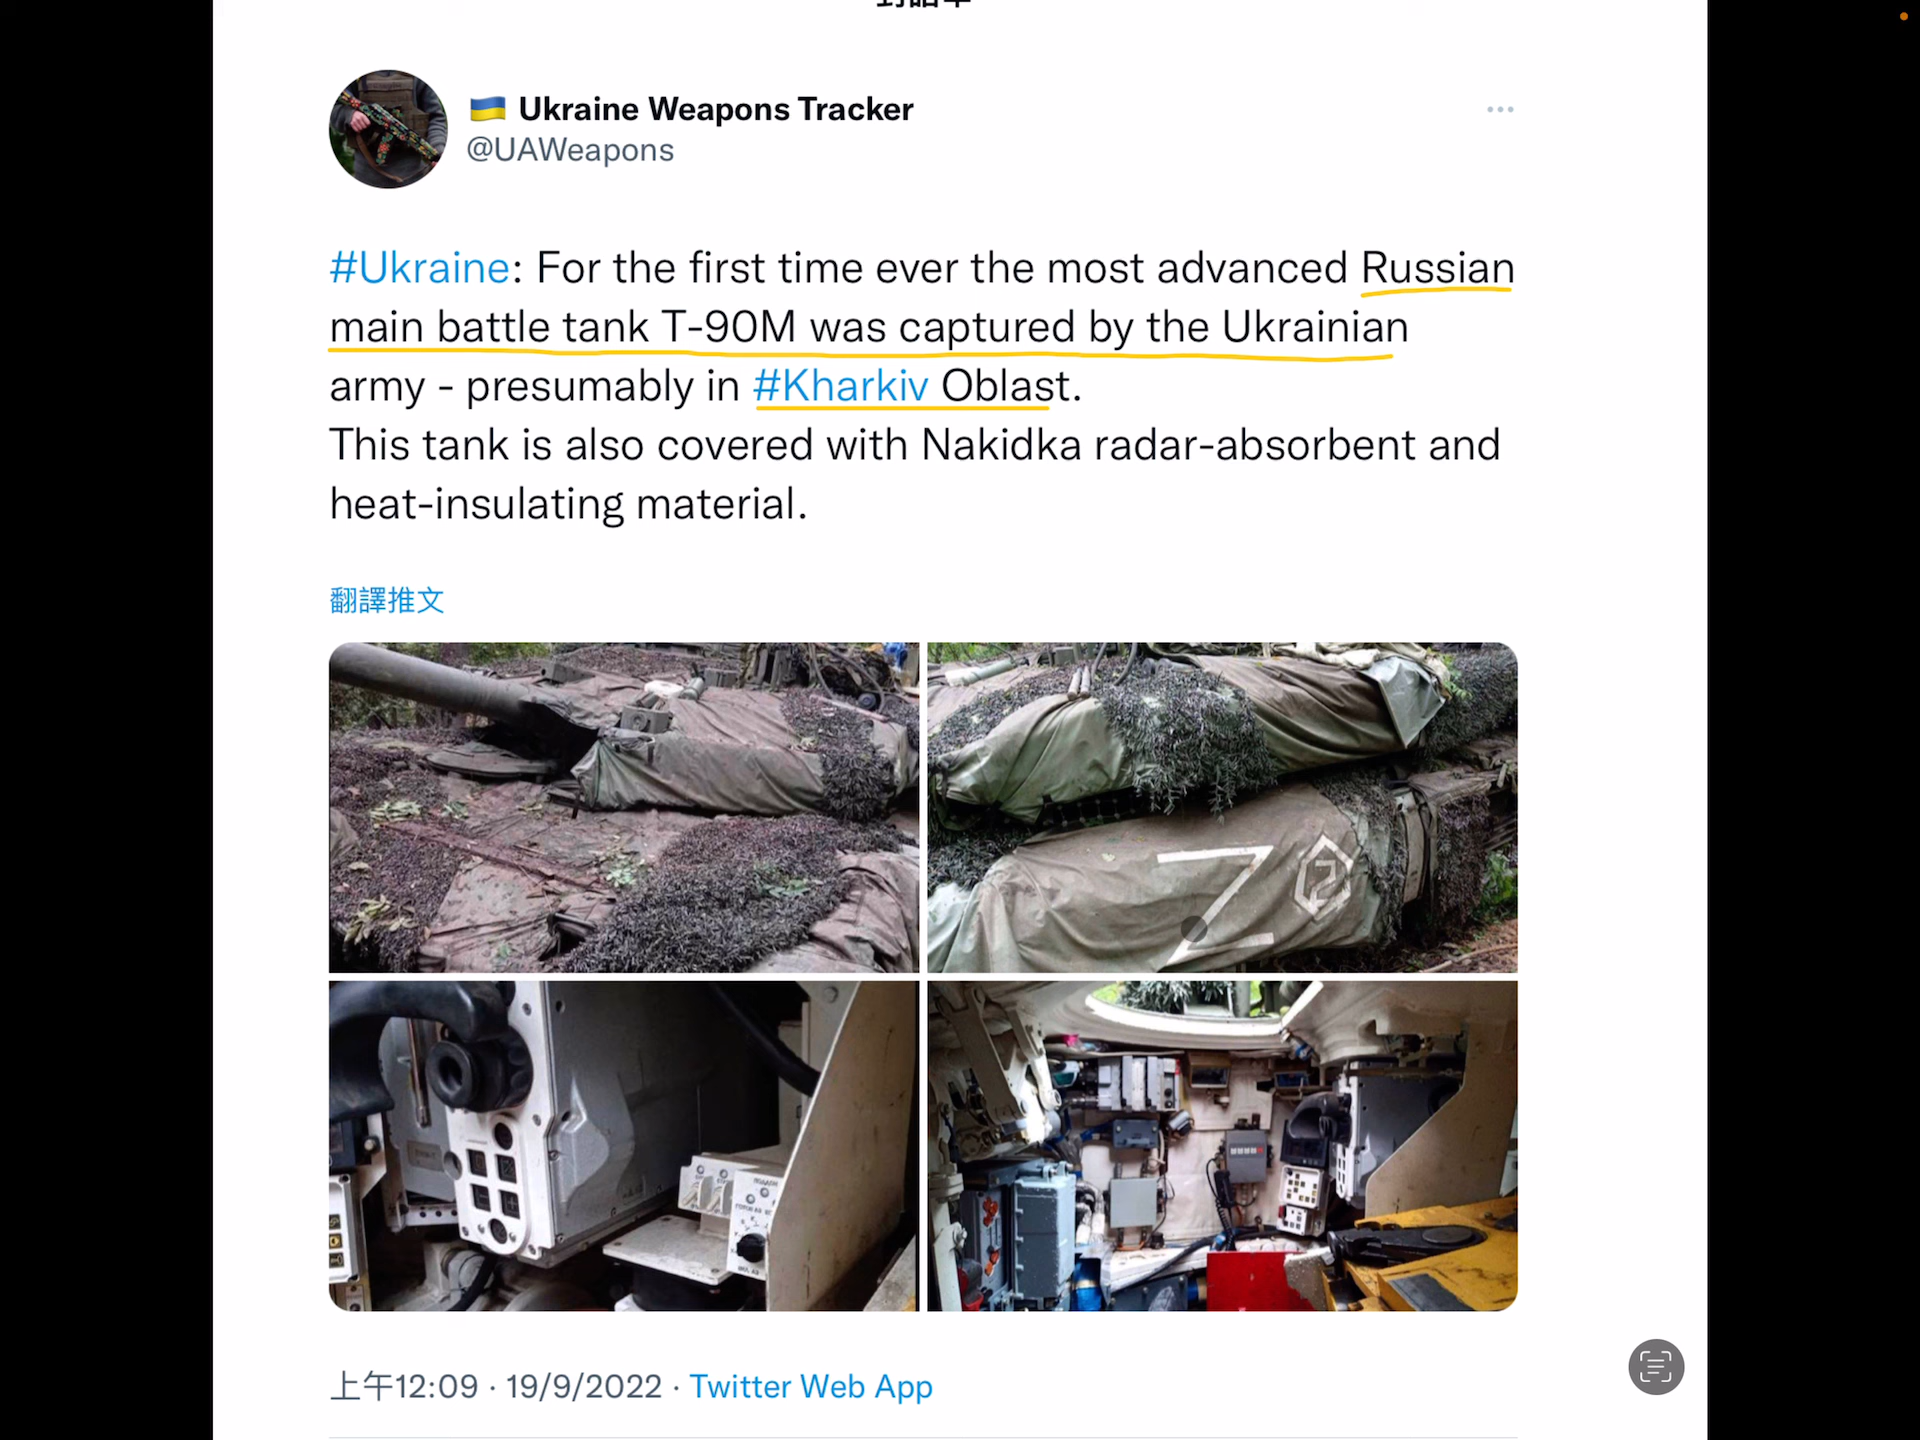 Ukraine Weapons Tracker
@UAWeapons
#Ukraine: For the first time ever the most advanced Russian
main battle tank T-90M was captured by the Ukrainian
army - presumably in #Kharkiv Oblast.
This tank is also covered with Nakidka radar-absorbent and
heat-insulating material.
翻譯推文
Z
上午12:09 · 19/9/2022 · Twitter Web App